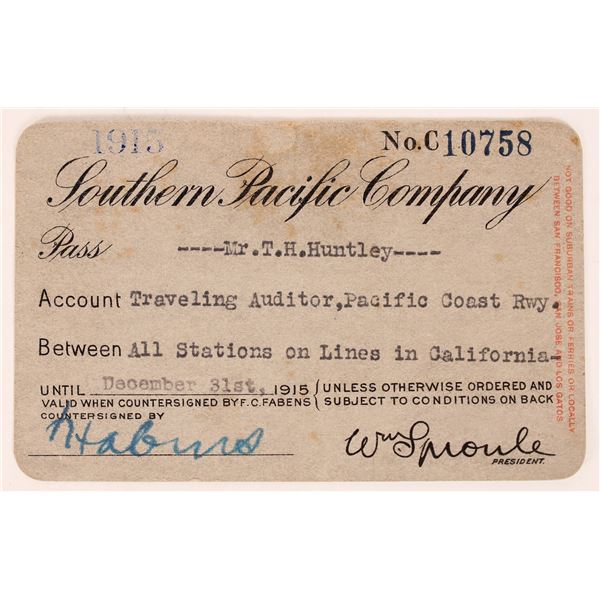 1915 No.C10758
Southern Pacific Company
Pass ----Mr.T.H.Huntley----
Account Traveling Auditor,Pacific Coast Rwy.
Between All Stations on Lines in California-
UNTIL December 31st, 1915 { UNLESS OTHERWISE ORDERED AND
VALID WHEN COUNTERSIGNED BY F.C.FABENS { SUBJECT TO CONDITIONS ON BACK
COUNTERSIGNED BY
Fabens Wm Sproule
PRESIDENT.
NOT GOOD ON SUBURBAN TRAINS OR FERRIES OR LOCALLY
BETWEEN SAN FRANCISCO, SAN JOSE AND LOS GATOS